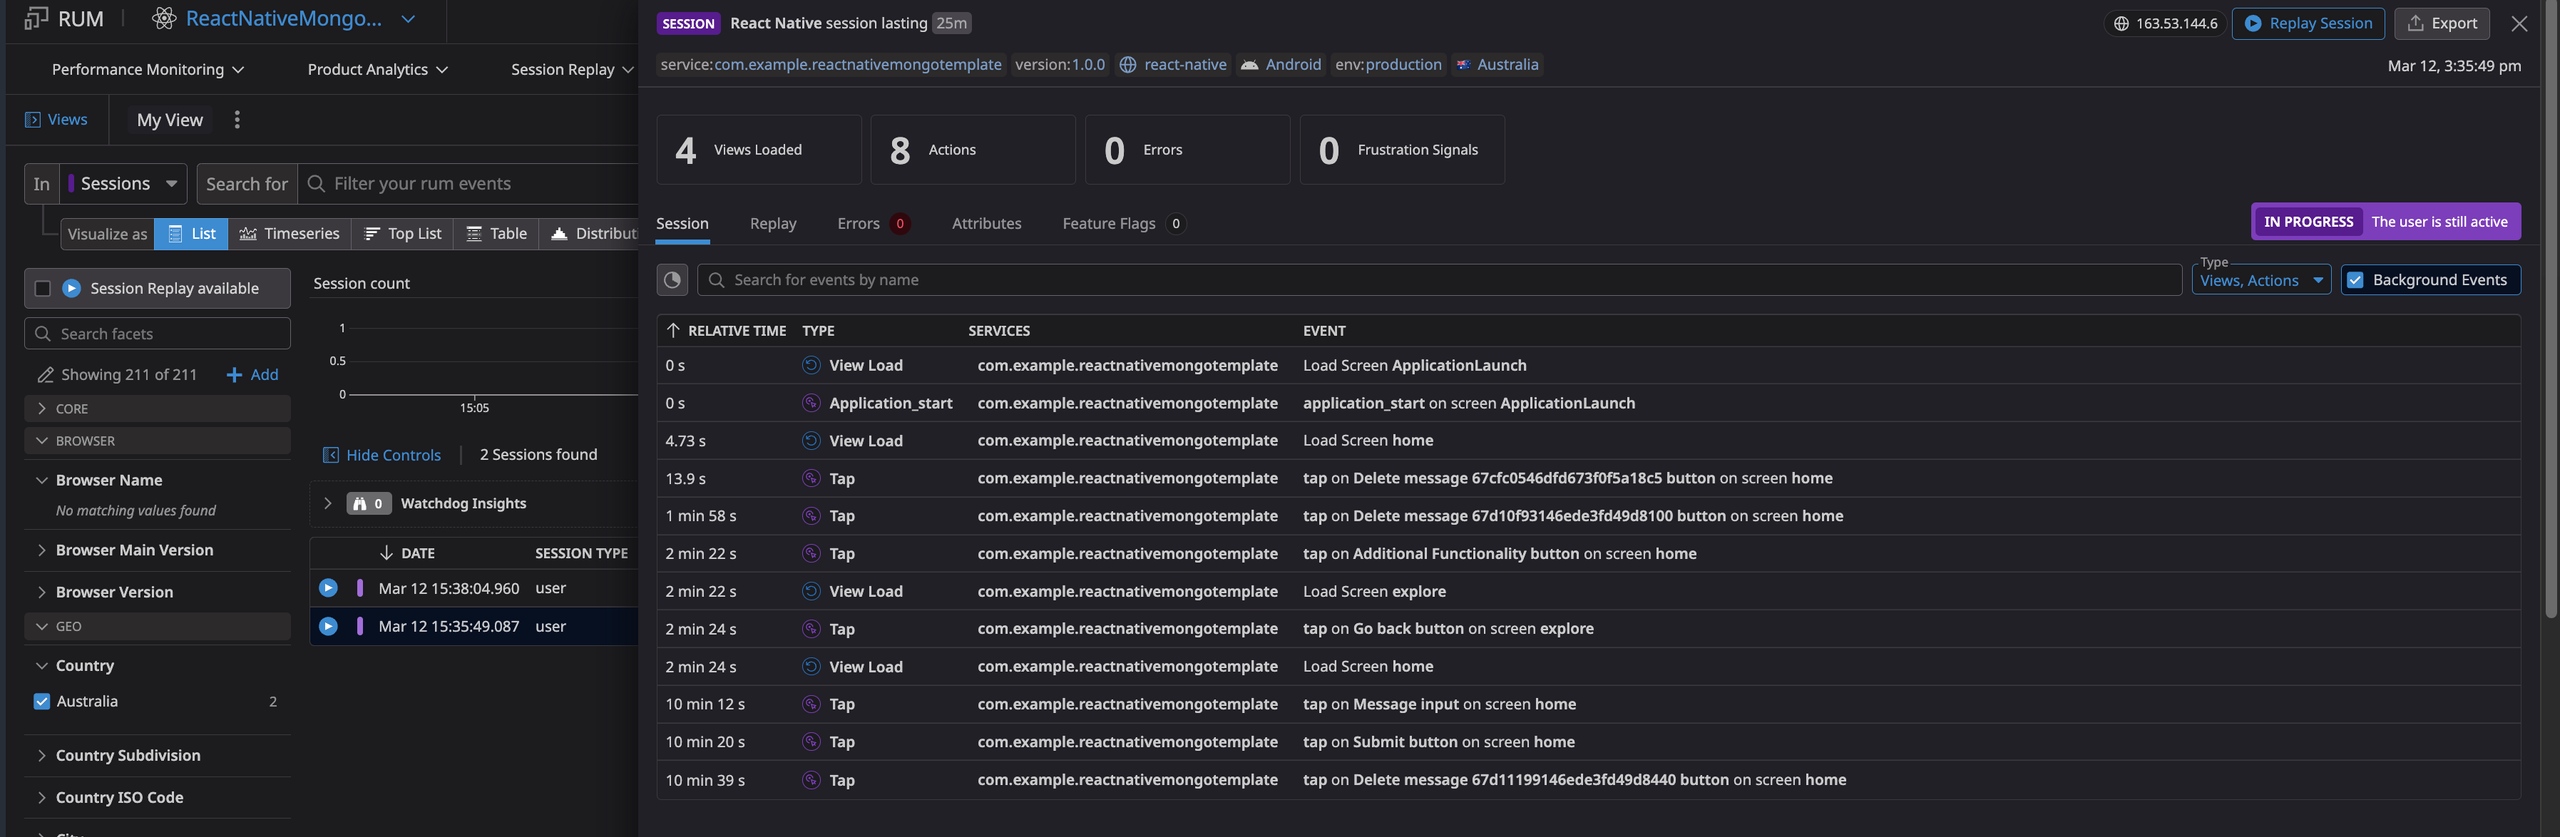 RUM
ReactNativeMongo...
Performance Monitoring
Product Analytics
Session Replay
Views
My View
In
Sessions
Search for
Filter your rum events
Visualize as
List
Timeseries
Top List
Table
Distributi
Session Replay available
Search facets
Showing 211 of 211
Add
CORE
BROWSER
Browser Name
No matching values found
Browser Main Version
Browser Version
GEO
Country
Australia 2
Country Subdivision
Country ISO Code
Session count
1
0.5
0
15:05
Hide Controls
2 Sessions found
0 Watchdog Insights
DATE SESSION TYPE
Mar 12 15:38:04.960 user
Mar 12 15:35:49.087 user
SESSION React Native session lasting 25m
163.53.144.6
Replay Session
Export
service:com.example.reactnativemongotemplate version:1.0.0 react-native Android env:production Australia
Mar 12, 3:35:49 pm
4 Views Loaded
8 Actions
0 Errors
0 Frustration Signals
Session
Replay
Errors 0
Attributes
Feature Flags 0
IN PROGRESS The user is still active
Search for events by name
Type
Views, Actions
Background Events
RELATIVE TIME TYPE SERVICES EVENT
0 s View Load com.example.reactnativemongotemplate Load Screen ApplicationLaunch
0 s Application_start com.example.reactnativemongotemplate application_start on screen ApplicationLaunch
4.73 s View Load com.example.reactnativemongotemplate Load Screen home
13.9 s Tap com.example.reactnativemongotemplate tap on Delete message 67cfc0546dfd673f0f5a18c5 button on screen home
1 min 58 s Tap com.example.reactnativemongotemplate tap on Delete message 67d10f93146ede3fd49d8100 button on screen home
2 min 22 s Tap com.example.reactnativemongotemplate tap on Additional Functionality button on screen home
2 min 22 s View Load com.example.reactnativemongotemplate Load Screen explore
2 min 24 s Tap com.example.reactnativemongotemplate tap on Go back button on screen explore
2 min 24 s View Load com.example.reactnativemongotemplate Load Screen home
10 min 12 s Tap com.example.reactnativemongotemplate tap on Message input on screen home
10 min 20 s Tap com.example.reactnativemongotemplate tap on Submit button on screen home
10 min 39 s Tap com.example.reactnativemongotemplate tap on Delete message 67d11199146ede3fd49d8440 button on screen home